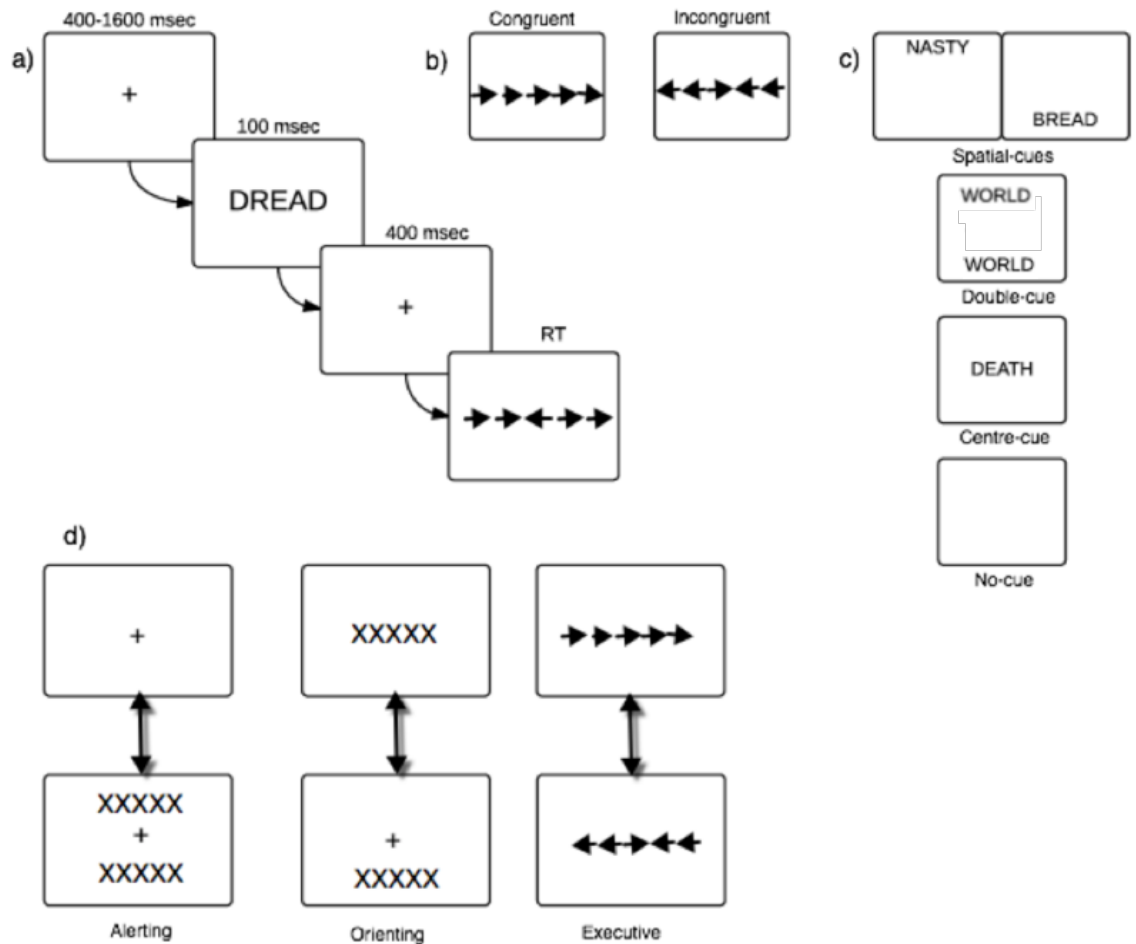 400-1600 msec
a)
+
100 msec
DREAD
400 msec
+
RT
b)
Congruent
Incongruent
c)
NASTY
BREAD
Spatial-cues
WORLD
WORLD
Double-cue
DEATH
Centre-cue
No-cue
d)
+
XXXXX
+
XXXXX
Alerting
XXXXX
+
XXXXX
Orienting
Executive